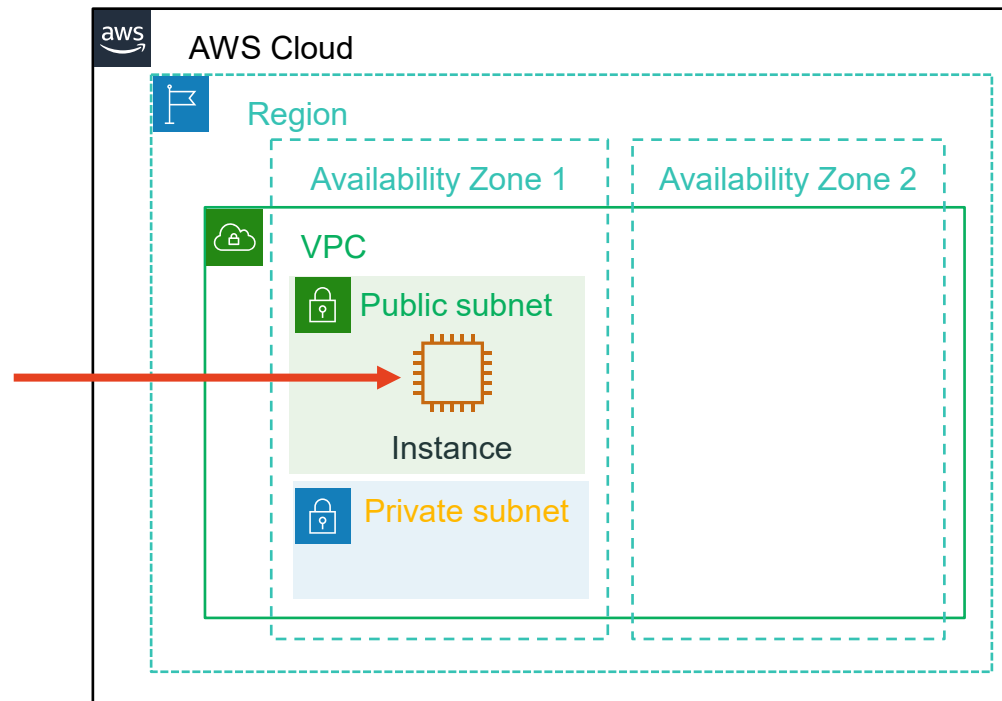 aws
AWS Cloud
Region
Availability Zone 1
Availability Zone 2
VPC
Public subnet
Instance
Private subnet